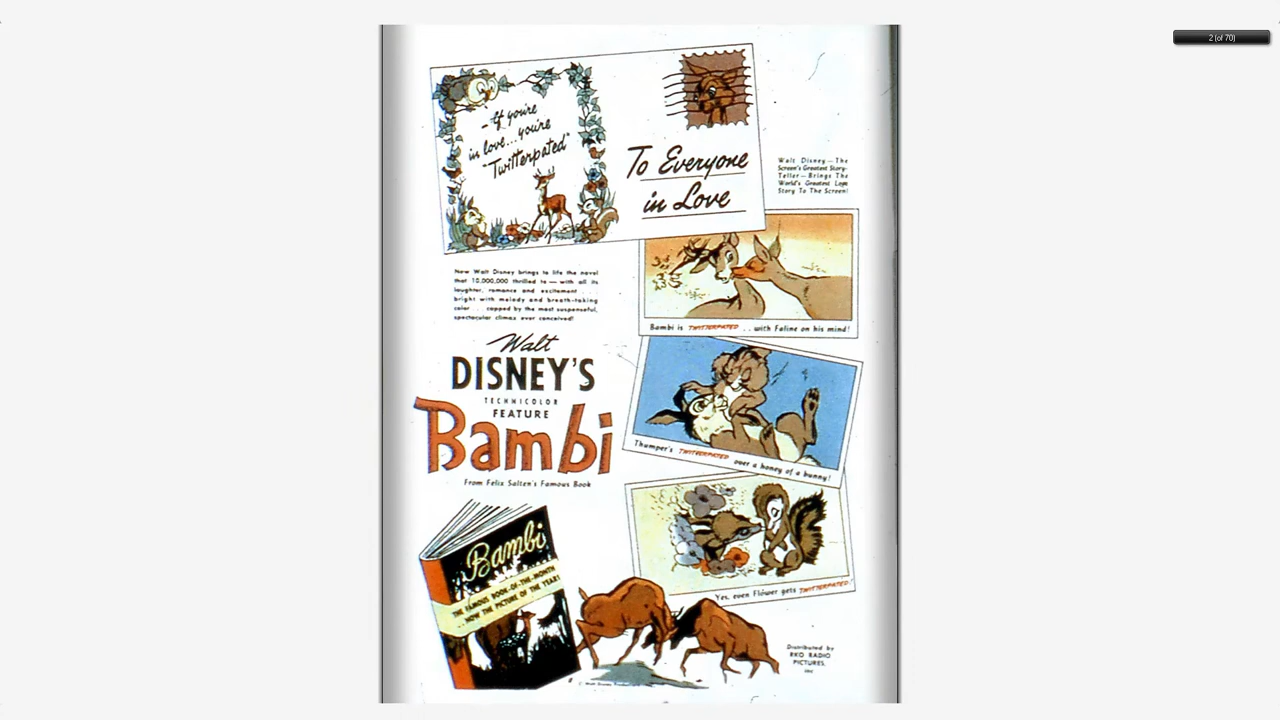 2 (of 70)
- If you're
in love...you're
"Twitterpated"
To Everyone
in Love
Walt Disney—The
Screen's Greatest Story-
Teller—Brings The
World's Greatest Love
Story To The Screen!
Now Walt Disney brings to life the novel
that 10,000,000 thrilled to — with all its
laughter, romance and excitement . . .
bright with melody and breath-taking
color . . capped by the most suspenseful,
spectacular climax ever conceived!
Bambi is TWITTERPATED . . with Faline on his mind!
Walt
DISNEY'S
TECHNICOLOR
FEATURE
Bambi
From Felix Salten's Famous Book
Thumper's TWITTERPATED over a honey of a bunny!
Yes, even Flower gets TWITTERPATED!
Bambi
THE FAMOUS BOOK-OF-THE-MONTH
...NOW THE PICTURE OF THE YEAR!
Distributed by
RKO RADIO
PICTURES,
INC.